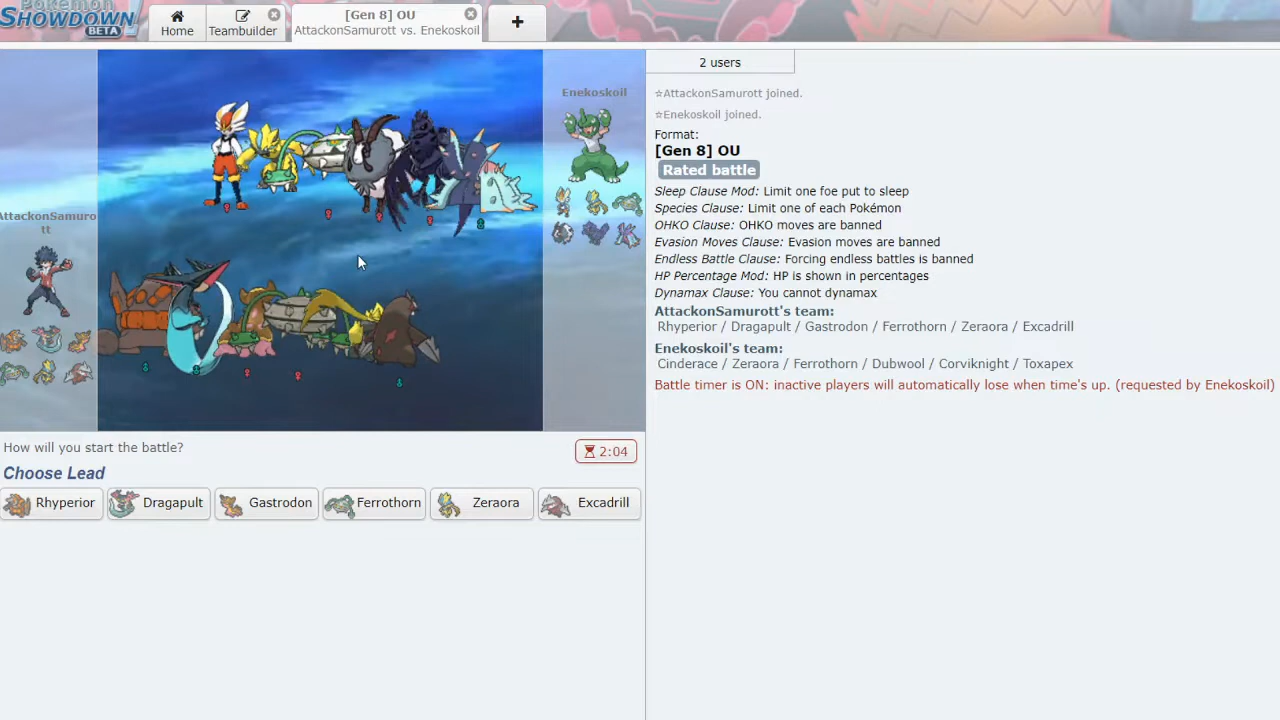 Pokémon
SHOWDOWN
BETA
Home
Teambuilder
[Gen 8] OU
AttackonSamurott vs. Enekoskoil
+
AttackonSamuro
tt
Enekoskoil
2 users
☆AttackonSamurott joined.
☆Enekoskoil joined.
Format:
[Gen 8] OU
Rated battle
Sleep Clause Mod: Limit one foe put to sleep
Species Clause: Limit one of each Pokémon
OHKO Clause: OHKO moves are banned
Evasion Moves Clause: Evasion moves are banned
Endless Battle Clause: Forcing endless battles is banned
HP Percentage Mod: HP is shown in percentages
Dynamax Clause: You cannot dynamax
AttackonSamurott's team:
Rhyperior / Dragapult / Gastrodon / Ferrothorn / Zeraora / Excadrill
Enekoskoil's team:
Cinderace / Zeraora / Ferrothorn / Dubwool / Corviknight / Toxapex
Battle timer is ON: inactive players will automatically lose when time's up. (requested by Enekoskoil)
How will you start the battle?
2:04
Choose Lead
Rhyperior
Dragapult
Gastrodon
Ferrothorn
Zeraora
Excadrill